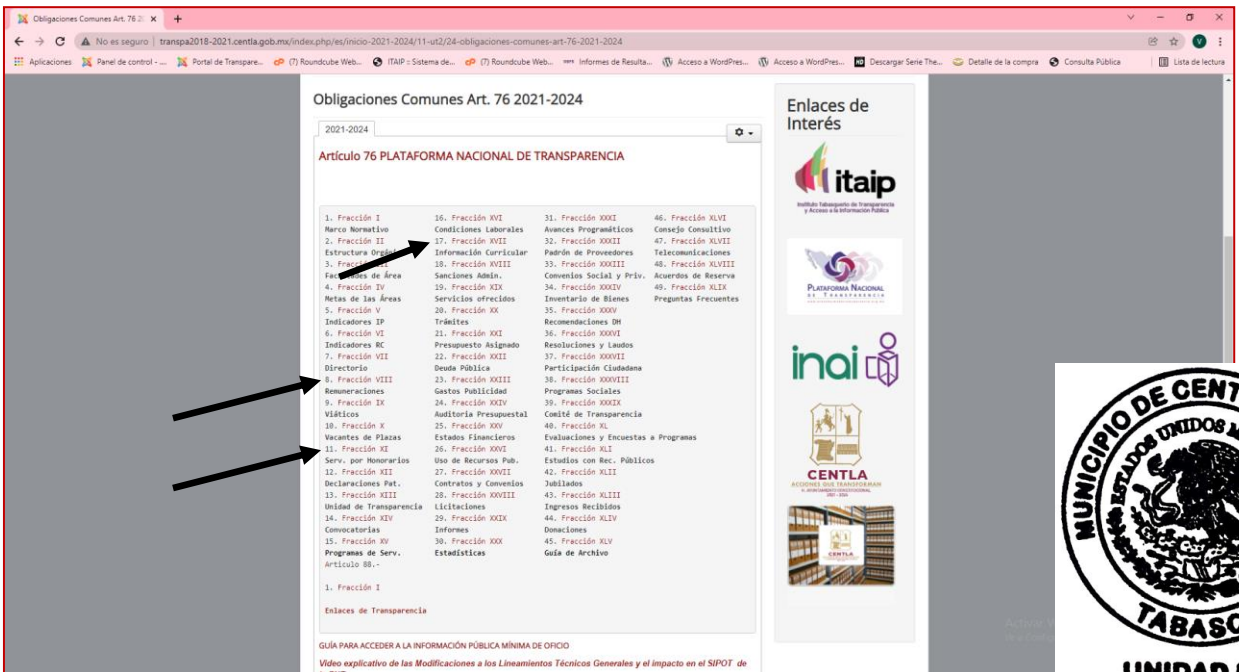 Obligaciones Comunes Art. 76 2
No es seguro | transpa2018-2021.centla.gob.mx/index.php/es/inicio-2021-2024/11-ut2/24-obligaciones-comunes-art-76-2021-2024
Aplicaciones Panel de control - ... Portal de Transpare... (7) Roundcube Web... ITAIP :: Sistema de... (7) Roundcube Web... Informes de Resulta... Acceso a WordPres... Acceso a WordPres... Descargar Serie The... Detalle de la compra Consulta Pública Lista de lectura
Obligaciones Comunes Art. 76 2021-2024
2021-2024
Artículo 76 PLATAFORMA NACIONAL DE TRANSPARENCIA
1. Fracción I 16. Fracción XVI 31. Fracción XXXI 46. Fracción XLVI
Marco Normativo Condiciones Laborales Avances Programáticos Consejo Consultivo
2. Fracción II 17. Fracción XVII 32. Fracción XXXII 47. Fracción XLVII
Estructura Información Curricular Padrón de Proveedores Telecomunicaciones
3. 18. Fracción XVIII 33. Fracción XXXIII 48. Fracción XLVIII
de Área Sanciones Admin. Convenios Social y Priv. Acuerdos de Reserva
4. Fracción IV 19. Fracción XIX 34. Fracción XXXIV 49. Fracción XLIX
Metas de las Áreas Servicios ofrecidos Inventario de Bienes Preguntas Frecuentes
5. Fracción V 20. Fracción XX 35. Fracción XXXV
Indicadores IP Trámites Recomendaciones DH
6. Fracción VI 21. Fracción XXI 36. Fracción XXXVI
Indicadores RC Presupuesto Asignado Resoluciones y Laudos
7. Fracción VII 22. Fracción XXII 37. Fracción XXXVII
Directorio Deuda Pública Participación Ciudadana
8. Fracción VIII 23. Fracción XXIII 38. Fracción XXXVIII
Remuneraciones Gastos Publicidad Programas Sociales
9. Fracción IX 24. Fracción XXIV 39. Fracción XXXIX
Viáticos Auditoria Presupuestal Comité de Transparencia
10. Fracción X 25. Fracción XXV 40. Fracción XL
Vacantes de Plazas Estados Financieros Evaluaciones y Encuestas a Programas
11. Fracción XI 26. Fracción XXVI 41. Fracción XLI
Serv. por Honorarios Uso de Recursos Pub. Estudios con Rec. Públicos
12. Fracción XII 27. Fracción XXVII 42. Fracción XLII
Declaraciones Pat. Contratos y Convenios Jubilados
13. Fracción XIII 28. Fracción XXVIII 43. Fracción XLIII
Unidad de Transparencia Licitaciones Ingresos Recibidos
14. Fracción XIV 29. Fracción XXIX 44. Fracción XLIV
Convocatorias Informes Donaciones
15. Fracción XV 30. Fracción XXX 45. Fracción XLV
Programas de Serv. Estadísticas Guía de Archivo
Articulo 88.-
1. Fracción I
Enlaces de Transparencia
GUÍA PARA ACCEDER A LA INFORMACIÓN PÚBLICA MÍNIMA DE OFICIO
Video explicativo de las Modificaciones a los Lineamientos Técnicos Generales y el impacto en el SIPOT de
Enlaces de
Interés
itaip
Instituto Tabasqueño de Transparencia
y Acceso a la Información Pública
PLATAFORMA NACIONAL
DE TRANSPARENCIA
inai
CENTLA
ACCIONES QUE TRANSFORMAN
CENTLA
MUNICIPIO DE CENT
ESTADOS UNIDOS M
TABASC
UNIDAD